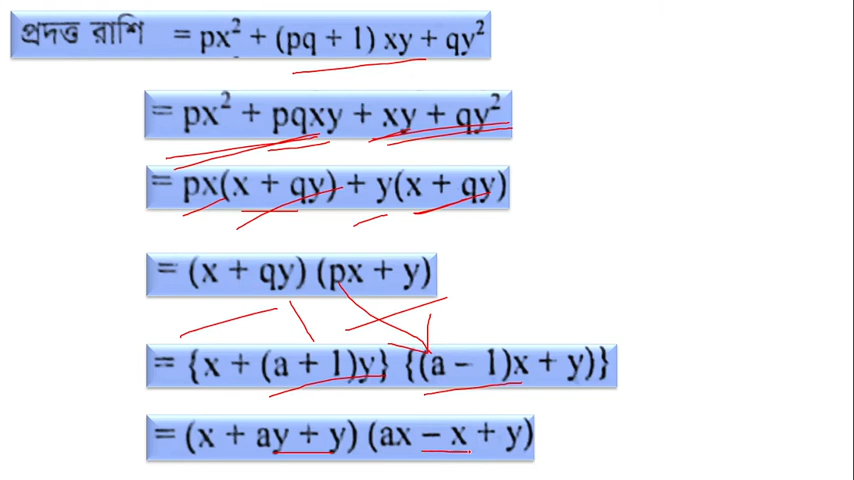 প্রদত্ত রাশি = px² + (pq + 1) xy + qy²
= px² + pqxy + xy + qy²
= px(x + qy) + y(x + qy)
= (x + qy) (px + y)
= {x + (a + 1)y} {(a − 1)x + y)}
= (x + ay + y) (ax − x + y)